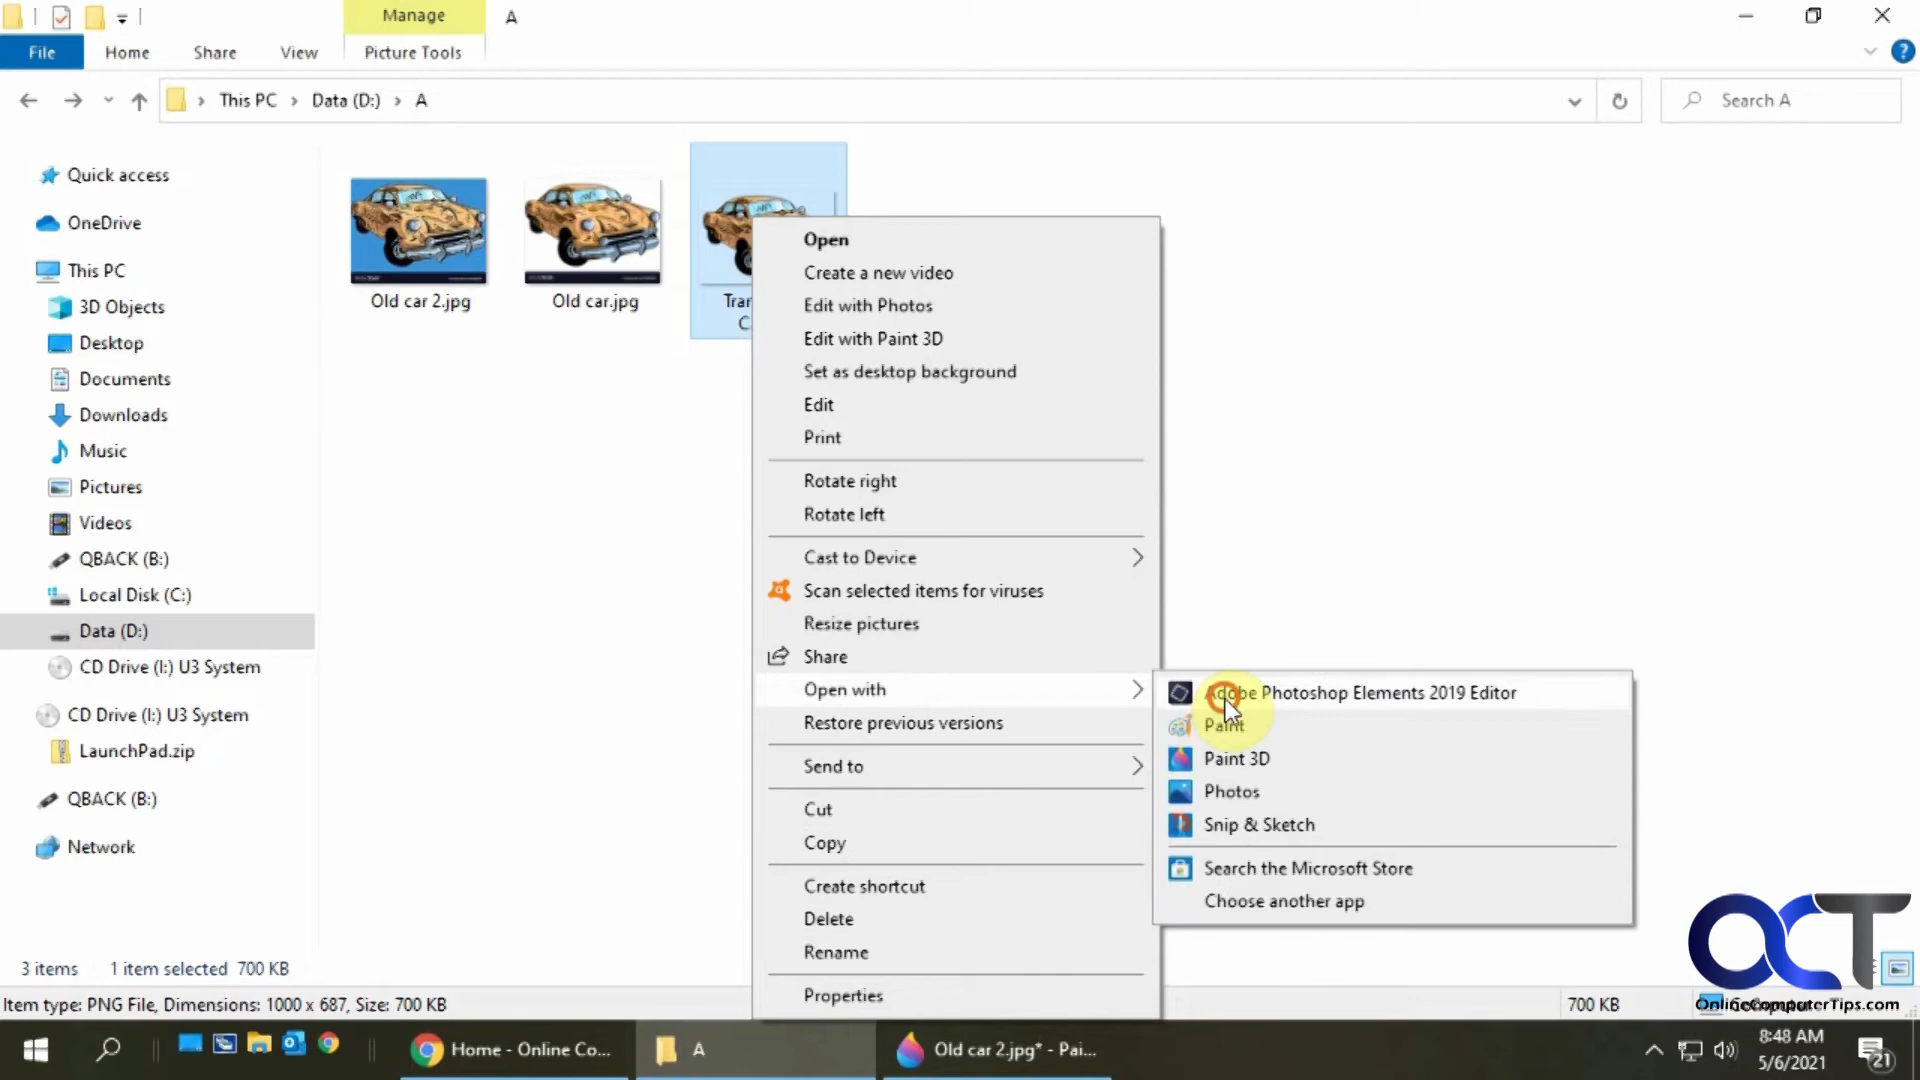 Manage
A
File
Home
Share
View
Picture Tools
This PC
Data (D:)
A
Search A
Quick access
OneDrive
This PC
3D Objects
Desktop
Documents
Downloads
Music
Pictures
Videos
QBACK (B:)
Local Disk (C:)
Data (D:)
CD Drive (I:) U3 System
CD Drive (I:) U3 System
LaunchPad.zip
QBACK (B:)
Network
Old car 2.jpg
Old car.jpg
Open
Create a new video
Edit with Photos
Edit with Paint 3D
Set as desktop background
Edit
Print
Rotate right
Rotate left
Cast to Device
Scan selected items for viruses
Resize pictures
Share
Open with
Restore previous versions
Send to
Cut
Copy
Create shortcut
Delete
Rename
Properties
Adobe Photoshop Elements 2019 Editor
Paint
Paint 3D
Photos
Snip & Sketch
Search the Microsoft Store
Choose another app
3 items
1 item selected 700 KB
Item type: PNG File, Dimensions: 1000 x 687, Size: 700 KB
700 KB
OCT
OnlineComputerTips.com
Home - Online Co...
A
Old car 2.jpg* - Pai...
8:48 AM
5/6/2021
21